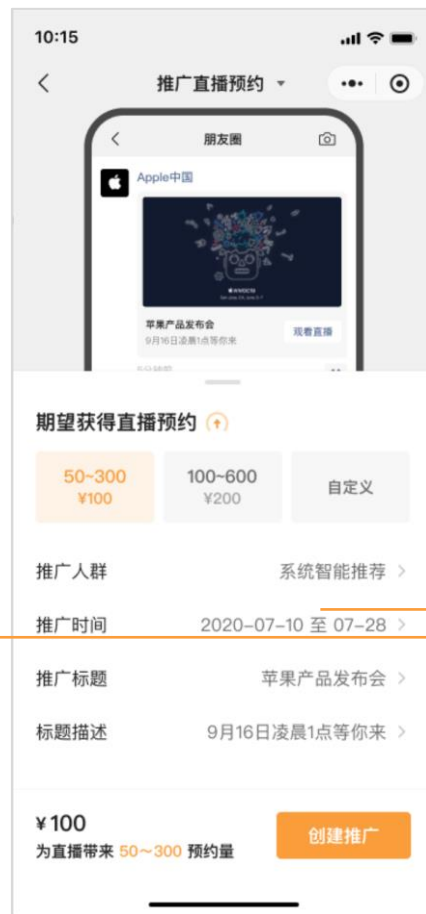 10:15
推广直播预约
朋友圈
Apple中国
苹果产品发布会
9月16日凌晨1点等你来
观看直播
5分钟前
期望获得直播预约
50~300
¥100
100~600
¥200
自定义
推广人群
系统智能推荐
推广时间
2020-07-10 至 07-28
推广标题
苹果产品发布会
标题描述
9月16日凌晨1点等你来
¥100
为直播带来 50~300 预约量
创建推广